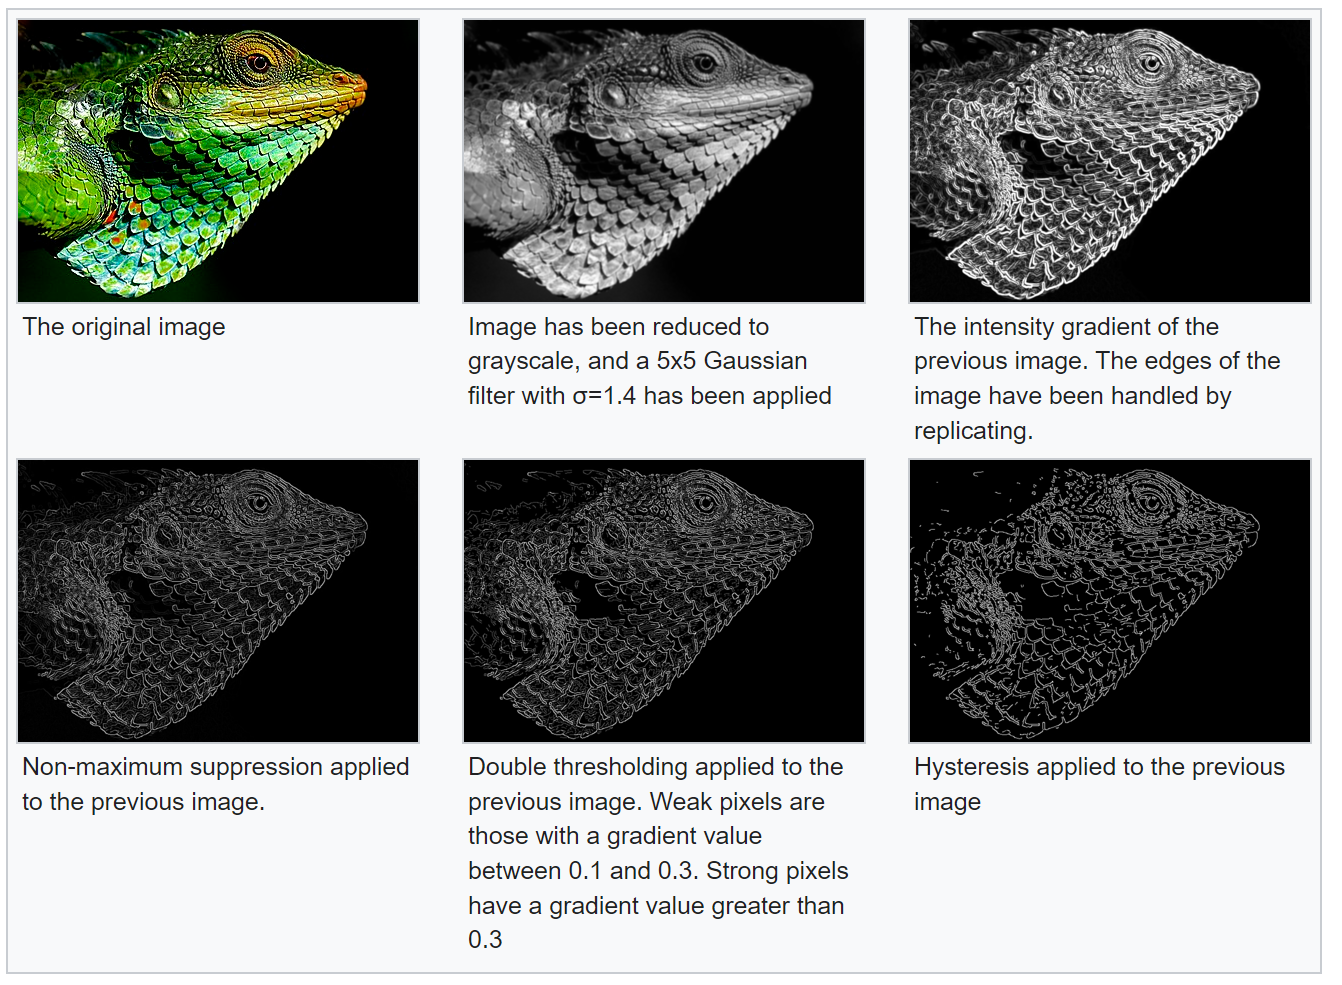 The original image
Image has been reduced to
grayscale, and a 5x5 Gaussian
filter with σ=1.4 has been applied
The intensity gradient of the
previous image. The edges of the
image have been handled by
replicating.
Non-maximum suppression applied
to the previous image.
Double thresholding applied to the
previous image. Weak pixels are
those with a gradient value
between 0.1 and 0.3. Strong pixels
have a gradient value greater than
0.3
Hysteresis applied to the previous
image